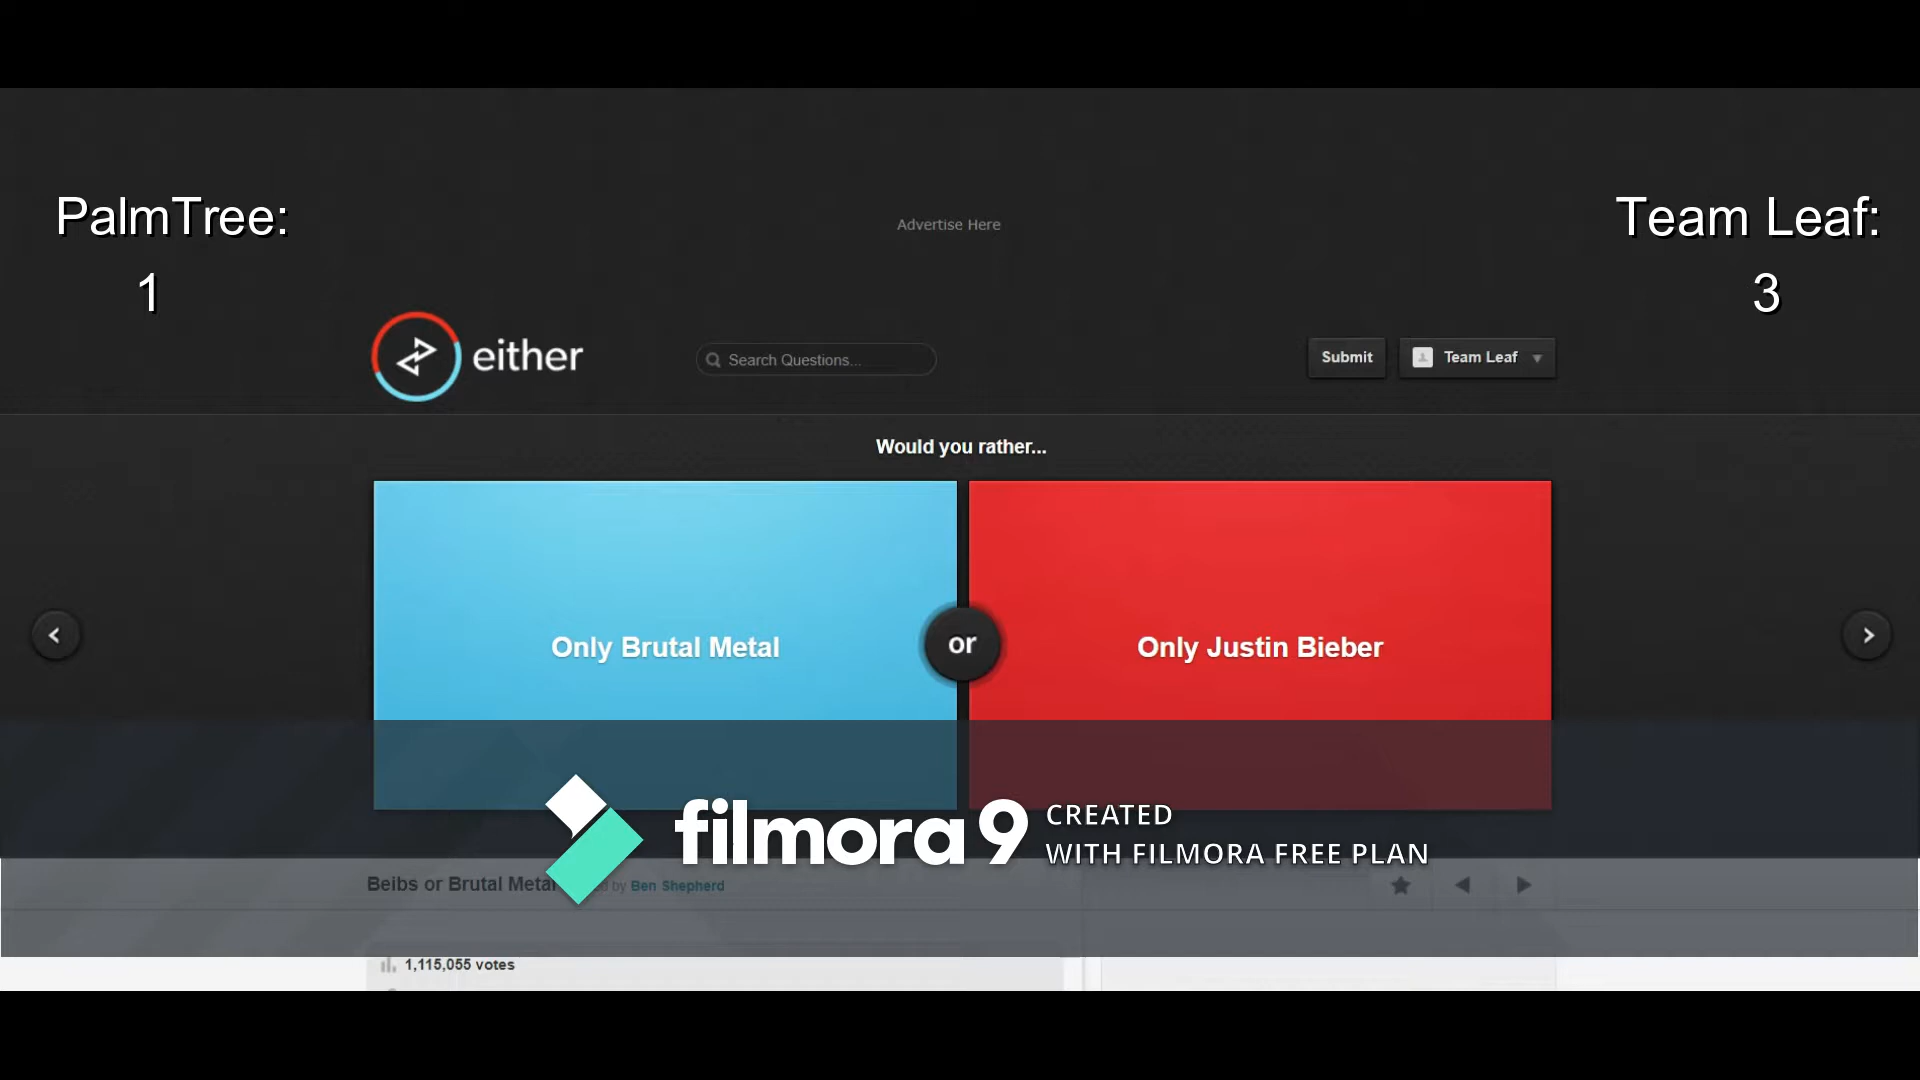 PalmTree:
1
Advertise Here
Team Leaf:
3
either
Search Questions...
Submit
Team Leaf
Would you rather...
Only Brutal Metal
or
Only Justin Bieber
filmora9
CREATED
WITH FILMORA FREE PLAN
Beibs or Brutal Metal
by Ben Shepherd
1,115,055 votes